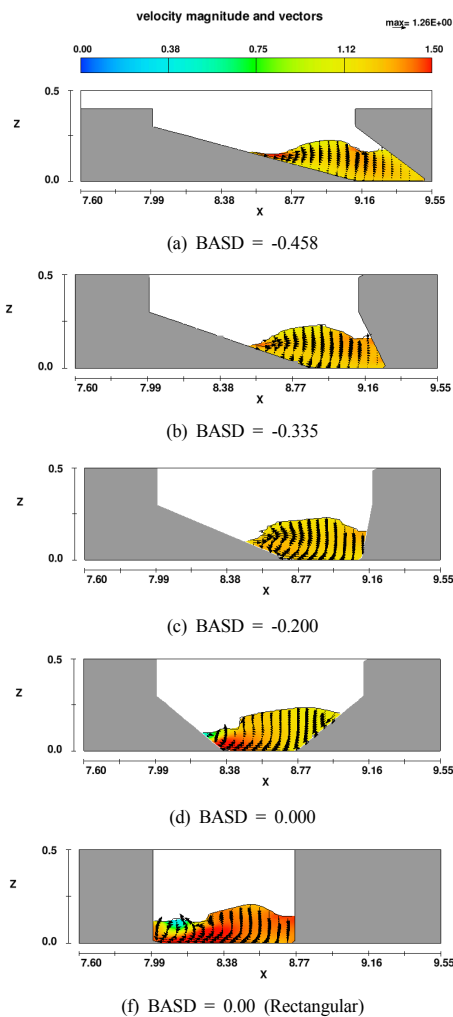 velocity magnitude and vectors
max= 1.26E+00
0.00 0.38 0.75 1.12 1.50
0.5
Z
0.0
7.60 7.99 8.38 8.77 9.16 9.55
X
(a) BASD = -0.458
0.5
Z
0.0
7.60 7.99 8.38 8.77 9.16 9.55
X
(b) BASD = -0.335
0.5
Z
0.0
7.60 7.99 8.38 8.77 9.16 9.55
X
(c) BASD = -0.200
0.5
Z
0.0
7.60 7.99 8.38 8.77 9.16 9.55
X
(d) BASD = 0.000
0.5
Z
0.0
7.60 7.99 8.38 8.77 9.16 9.55
X
(f) BASD = 0.00 (Rectangular)